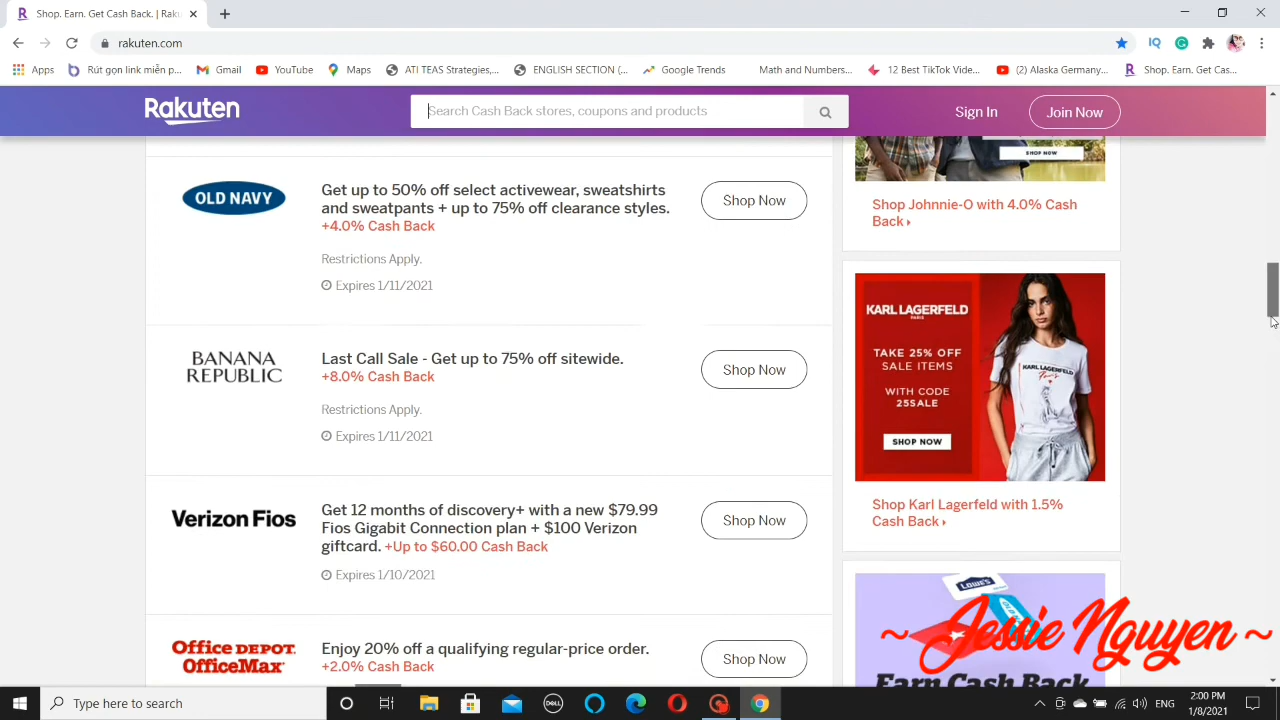 Shop. Earn. Get Cash Back. | Rak
rakuten.com
Apps
Rút gọn link miễn p...
Gmail
YouTube
Maps
ATI TEAS Strategies,...
ENGLISH SECTION (...
Google Trends
Math and Numbers...
12 Best TikTok Vide...
(2) Alaska Germany...
Shop. Earn. Get Cas...
Rakuten
Search Cash Back stores, coupons and products
Sign In
Join Now
OLD NAVY
Get up to 50% off select activewear, sweatshirts
and sweatpants + up to 75% off clearance styles.
+4.0% Cash Back
Restrictions Apply.
Expires 1/11/2021
Shop Now
BANANA
REPUBLIC
Last Call Sale - Get up to 75% off sitewide.
+8.0% Cash Back
Restrictions Apply.
Expires 1/11/2021
Shop Now
Verizon Fios
Get 12 months of discovery+ with a new $79.99
Fios Gigabit Connection plan + $100 Verizon
giftcard. +Up to $60.00 Cash Back
Expires 1/10/2021
Shop Now
Office DEPOT.
OfficeMax
Enjoy 20% off a qualifying regular-price order.
+2.0% Cash Back
Shop Now
SHOP NOW
Shop Johnnie-O with 4.0% Cash
Back
KARL LAGERFELD
PARIS
TAKE 25% OFF
SALE ITEMS
WITH CODE
25SALE
SHOP NOW
KARL LAGERFELD
Paris
Shop Karl Lagerfeld with 1.5%
Cash Back
LOWE'S
Earn Cash Back
~ Jessie Nguyen ~
Type here to search
DELL
ENG
2:00 PM
1/8/2021